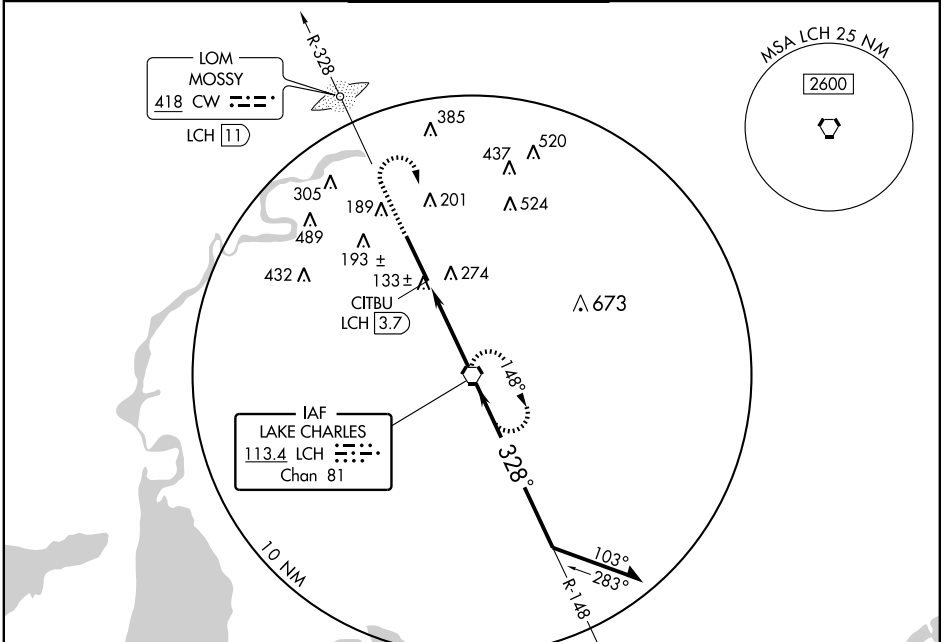 R-328
LOM
MOSSY
418 CW
LCH 11
MSA LCH 25 NM
2600
385
437
520
305
189
201
524
489
193 ±
432
133 ±
274
CITBU
LCH 3.7
673
148°
IAF
LAKE CHARLES
113.4 LCH
Chan 81
328°
10 NM
103°
283°
R-148